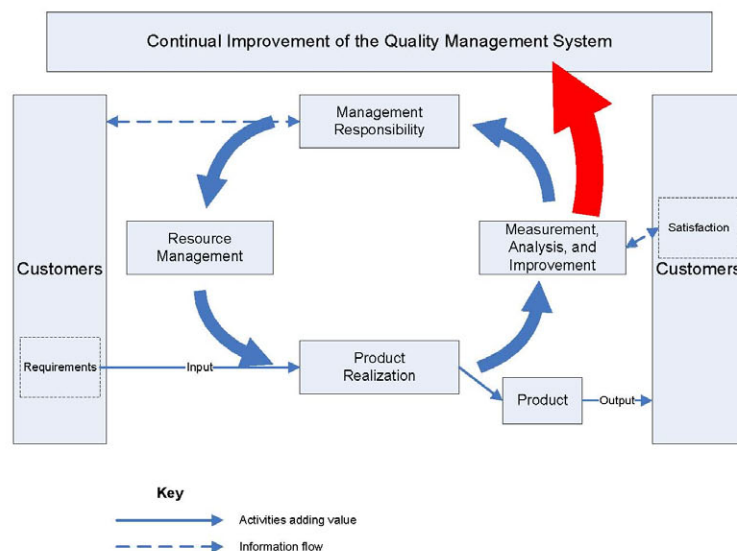 Continual Improvement of the Quality Management System
Management
Responsibility
Resource
Management
Measurement,
Analysis, and
Improvement
Satisfaction
Customers
Customers
Requirements
Input
Product
Realization
Product
Output
Key
Activities adding value
Information flow